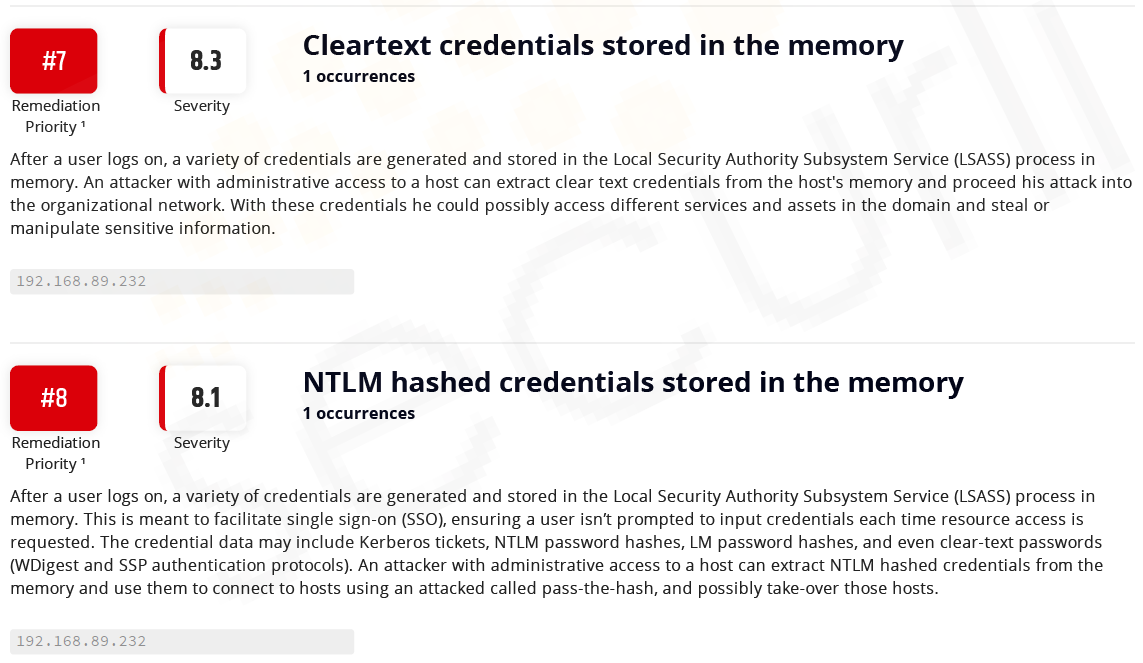 #7
8.3
Cleartext credentials stored in the memory
1 occurrences
Remediation
Priority ¹
Severity
After a user logs on, a variety of credentials are generated and stored in the Local Security Authority Subsystem Service (LSASS) process in
memory. An attacker with administrative access to a host can extract clear text credentials from the host's memory and proceed his attack into
the organizational network. With these credentials he could possibly access different services and assets in the domain and steal or
manipulate sensitive information.
192.168.89.232
#8
8.1
NTLM hashed credentials stored in the memory
1 occurrences
Remediation
Priority ¹
Severity
After a user logs on, a variety of credentials are generated and stored in the Local Security Authority Subsystem Service (LSASS) process in
memory. This is meant to facilitate single sign-on (SSO), ensuring a user isn’t prompted to input credentials each time resource access is
requested. The credential data may include Kerberos tickets, NTLM password hashes, LM password hashes, and even clear-text passwords
(WDigest and SSP authentication protocols). An attacker with administrative access to a host can extract NTLM hashed credentials from the
memory and use them to connect to hosts using an attacked called pass-the-hash, and possibly take-over those hosts.
192.168.89.232